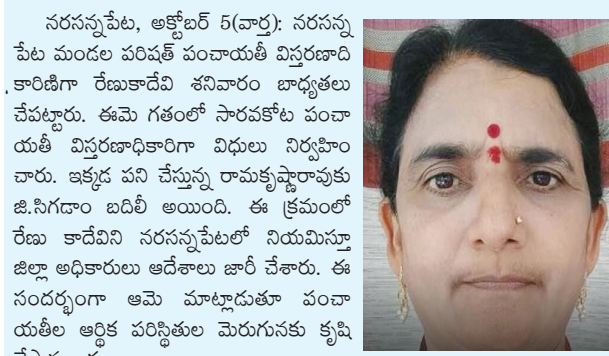 నరసన్నపేట, అక్టోబర్ 5(వార్త): నరసన్న
పేట మండల పరిషత్ పంచాయతీ విస్తరణాది
కారిణిగా రేణుకాదేవి శనివారం బాధ్యతలు
చేపట్టారు. ఈమె గతంలో సారవకోట పంచా
యతీ విస్తరణాధికారిగా విధులు నిర్వహిం
చారు. ఇక్కడ పని చేస్తున్న రామకృష్ణారావుకు
జి.సిగడాం బదిలీ అయింది. ఈ క్రమంలో
రేణు కాదేవిని నరసన్నపేటలో నియమిస్తూ
జిల్లా అధికారులు ఆదేశాలు జారీ చేశారు. ఈ
సందర్భంగా ఆమె మాట్లాడుతూ పంచా
యతీల ఆర్థిక పరిస్థితుల మెరుగునకు కృషి